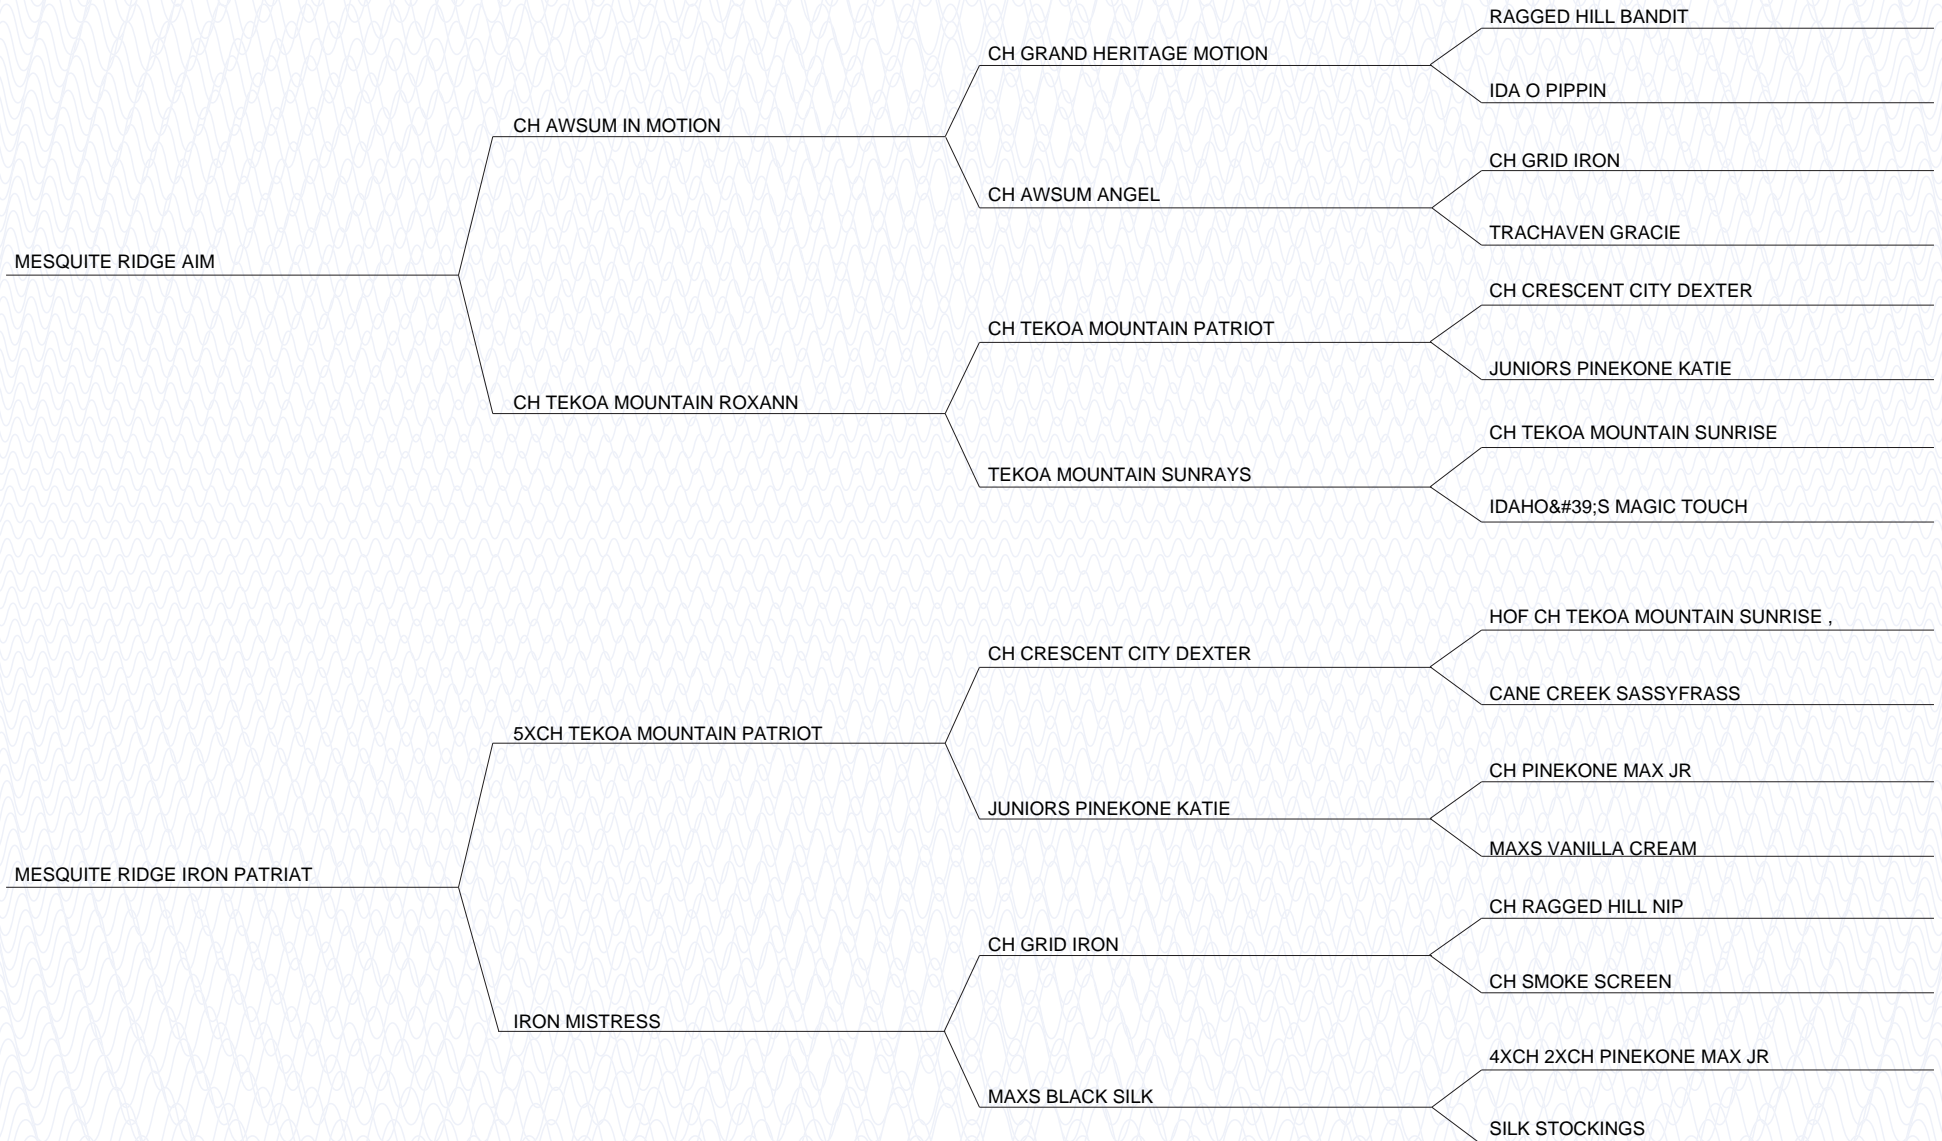 RAGGED HILL BANDIT
CH GRAND HERITAGE MOTION
IDA O PIPPIN
CH AWSUM IN MOTION
CH GRID IRON
CH AWSUM ANGEL
TRACHAVEN GRACIE
MESQUITE RIDGE AIM
CH CRESCENT CITY DEXTER
CH TEKOA MOUNTAIN PATRIOT
JUNIORS PINEKONE KATIE
CH TEKOA MOUNTAIN ROXANN
CH TEKOA MOUNTAIN SUNRISE
TEKOA MOUNTAIN SUNRAYS
IDAHO&#39;S MAGIC TOUCH
HOF CH TEKOA MOUNTAIN SUNRISE ,
CH CRESCENT CITY DEXTER
CANE CREEK SASSYFRASS
5XCH TEKOA MOUNTAIN PATRIOT
CH PINEKONE MAX JR
JUNIORS PINEKONE KATIE
MAXS VANILLA CREAM
MESQUITE RIDGE IRON PATRIAT
CH RAGGED HILL NIP
CH GRID IRON
CH SMOKE SCREEN
IRON MISTRESS
4XCH 2XCH PINEKONE MAX JR
MAXS BLACK SILK
SILK STOCKINGS